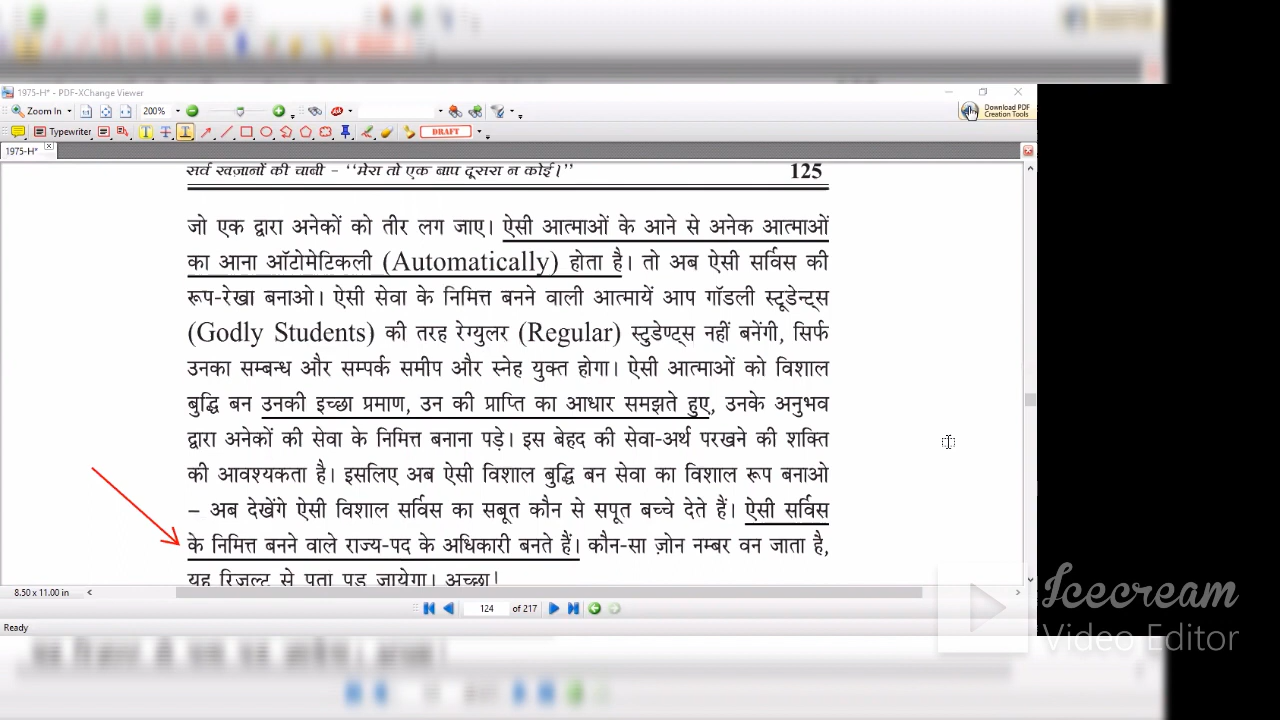 1975-H* - PDF-XChange Viewer
Zoom In 200% Download PDF Creation Tools
Typewriter DRAFT
1975-H*
सर्व खज़ानों की चाबी – ‘‘मेरा तो एक बाप दूसरा न कोई।’’ 125
जो एक द्वारा अनेकों को तीर लग जाए। ऐसी आत्माओं के आने से अनेक आत्माओं
का आना ऑटोमेटिकली (Automatically) होता है। तो अब ऐसी सर्विस की
रूप-रेखा बनाओ। ऐसी सेवा के निमित्त बनने वाली आत्मायें आप गॉडली स्टूडेन्ट्स
(Godly Students) की तरह रेग्युलर (Regular) स्टुडेण्ट्स नहीं बनेंगी, सिर्फ
उनका सम्बन्ध और सम्पर्क समीप और स्नेह युक्त होगा। ऐसी आत्माओं को विशाल
बुद्धि बन उनकी इच्छा प्रमाण, उन की प्राप्ति का आधार समझते हुए, उनके अनुभव
द्वारा अनेकों की सेवा के निमित्त बनाना पड़े। इस बेहद की सेवा-अर्थ परखने की शक्ति
की आवश्यकता है। इसलिए अब ऐसी विशाल बुद्धि बन सेवा का विशाल रूप बनाओ
– अब देखेंगे ऐसी विशाल सर्विस का सबूत कौन से सपूत बच्चे देते हैं। ऐसी सर्विस
के निमित्त बनने वाले राज्य-पद के अधिकारी बनते हैं। कौन-सा ज़ोन नम्बर वन जाता है,
यह रिजल्ट से पता पड़ जायेगा। अच्छा!
8.50 x 11.00 in
124 of 217
Ready
Icecream
Video Editor